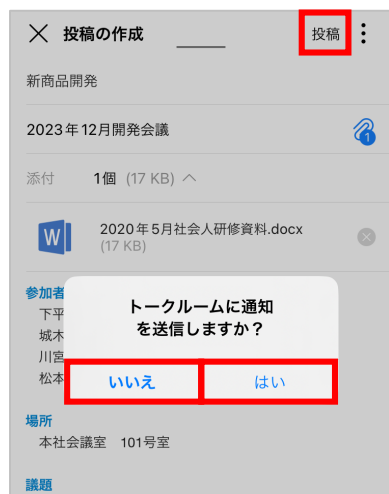 投稿の作成 投稿
新商品開発
2023年12月開発会議
1
添付 1個 (17 KB)
W
2020年5月社会人研修資料.docx
(17 KB)
参加者
下平
城木
川宮
松本
トークルームに通知
を送信しますか？
いいえ はい
場所
本社会議室 101号室
議題